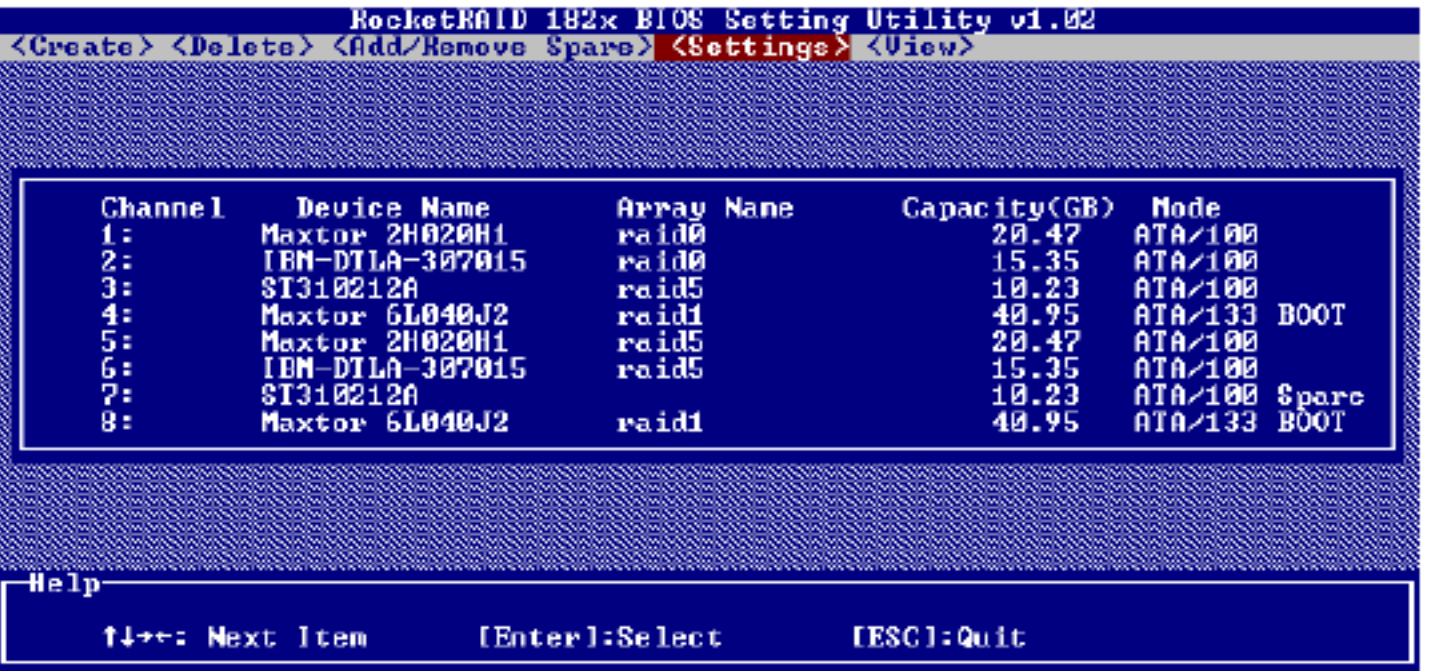 RocketRAID 182x BIOS Setting Utility v1.02
<Create> <Delete> <Add/Remove Spare> <Settings> <View>
Channel Device Name Array Name Capacity(GB) Mode
1: Maxtor 2H020H1 raid0 20.47 ATA/100
2: IBM-DTLA-307015 raid0 15.35 ATA/100
3: ST310212A raid5 10.23 ATA/100
4: Maxtor 6L040J2 raid1 40.95 ATA/133 BOOT
5: Maxtor 2H020H1 raid5 20.47 ATA/100
6: IBM-DTLA-307015 raid5 15.35 ATA/100
7: ST310212A 10.23 ATA/100 Spare
8: Maxtor 6L040J2 raid1 40.95 ATA/133 BOOT
Help
↑↓→←: Next Item [Enter]:Select [ESC]:Quit